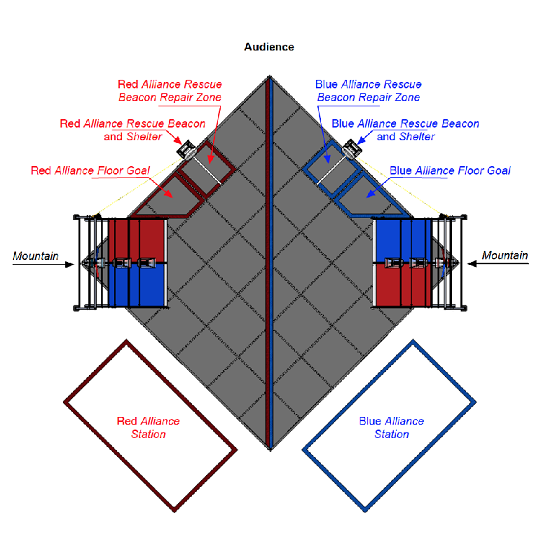 Audience
Red Alliance Rescue
Beacon Repair Zone
Blue Alliance Rescue
Beacon Repair Zone
Red Alliance Rescue Beacon
and Shelter
Blue Alliance Rescue Beacon
and Shelter
Red Alliance Floor Goal
Blue Alliance Floor Goal
Mountain
Mountain
Red Alliance
Station
Blue Alliance
Station